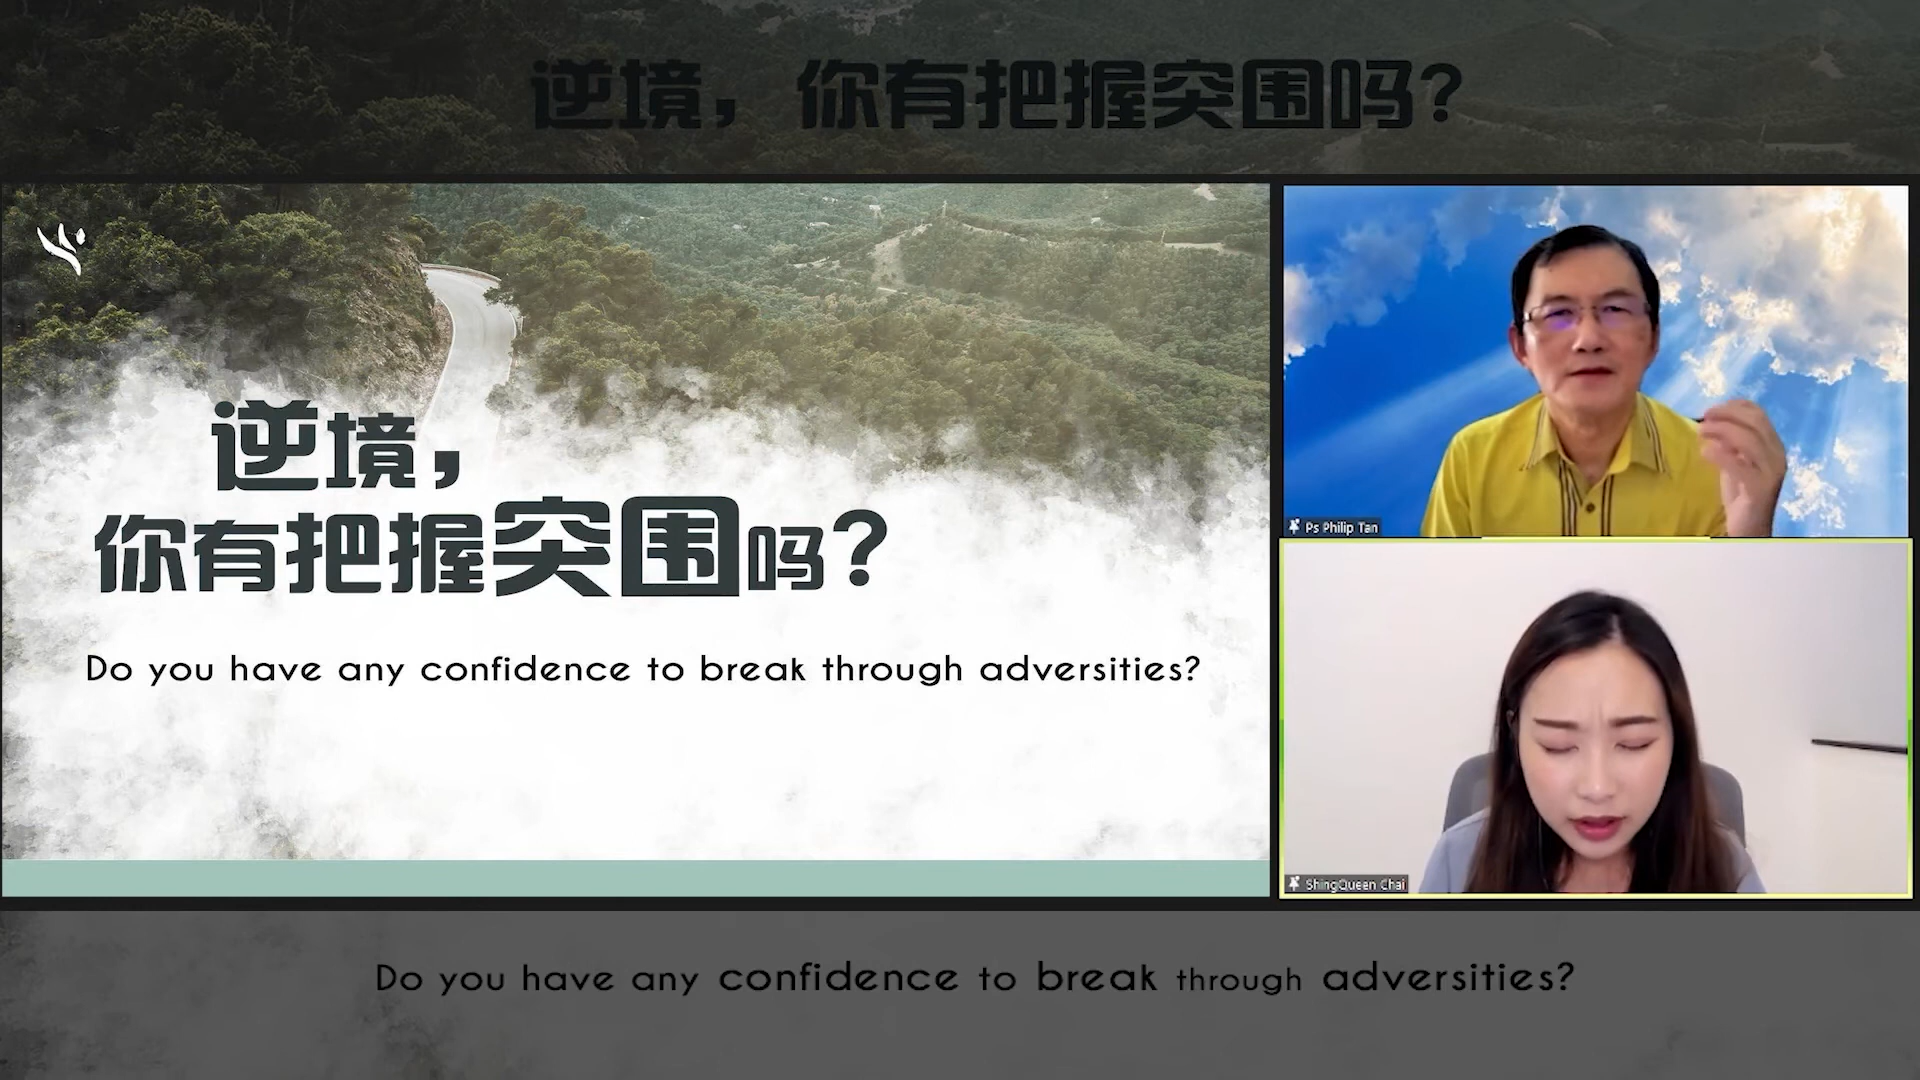 逆境，你有把握突围吗？
逆境，
你有把握突围吗？
Do you have any confidence to break through adversities?
Ps Philip Tan
ShingQueen Chai
Do you have any confidence to break through adversities?